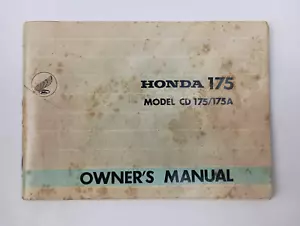 HONDA 175
MODEL CD 175/175A
OWNER'S MANUAL